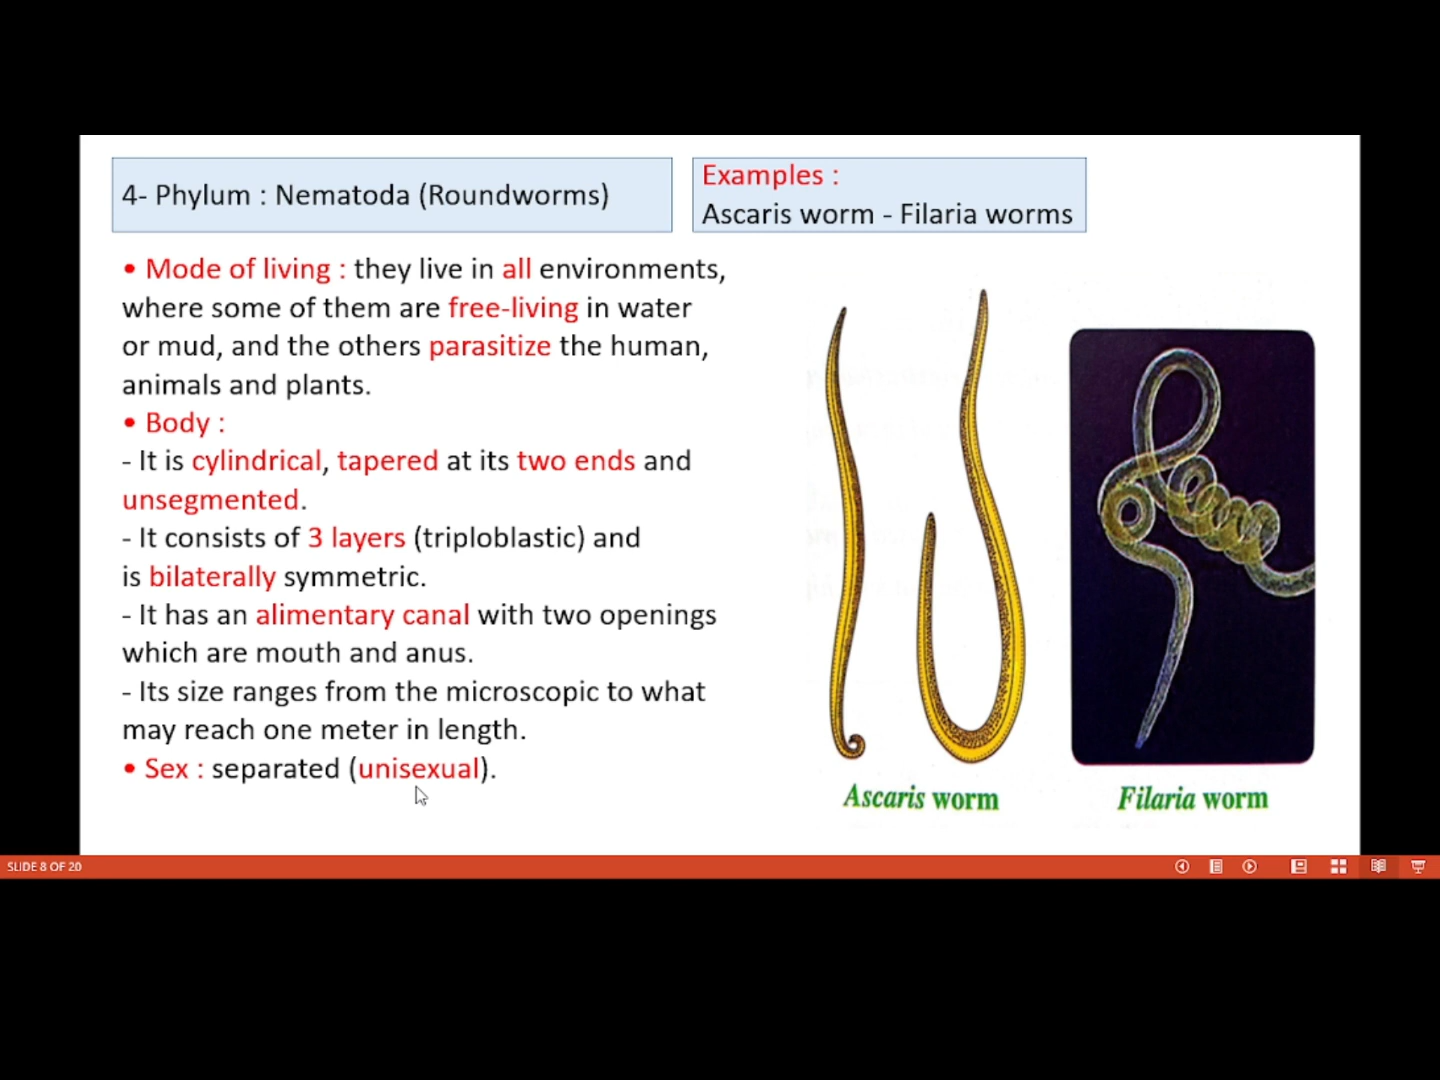 4- Phylum : Nematoda (Roundworms)
Examples :
Ascaris worm - Filaria worms
• Mode of living : they live in all environments,
where some of them are free-living in water
or mud, and the others parasitize the human,
animals and plants.
• Body :
- It is cylindrical, tapered at its two ends and
unsegmented.
- It consists of 3 layers (triploblastic) and
is bilaterally symmetric.
- It has an alimentary canal with two openings
which are mouth and anus.
- Its size ranges from the microscopic to what
may reach one meter in length.
• Sex : separated (unisexual).
Ascaris worm
Filaria worm
SLIDE 8 OF 20